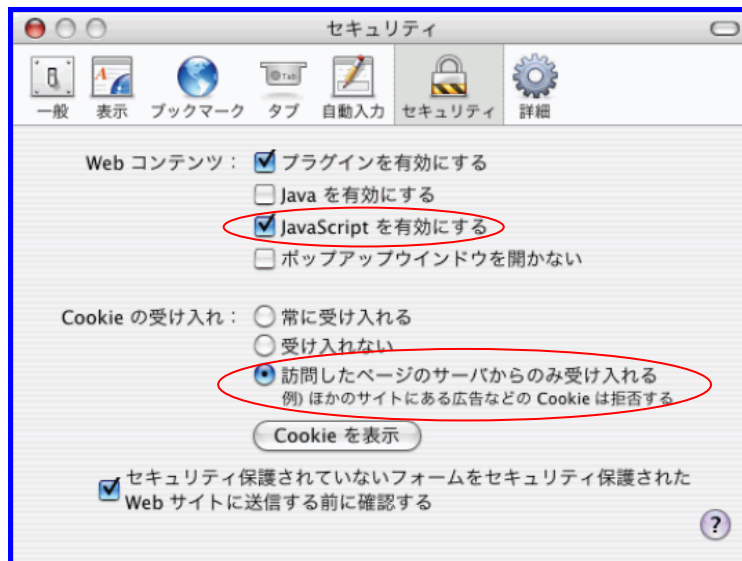 セキュリティ
Tab
一般 表示 ブックマーク タブ 自動入力 セキュリティ 詳細
Web コンテンツ： プラグインを有効にする
Java を有効にする
JavaScript を有効にする
ポップアップウインドウを開かない
Cookie の受け入れ： 常に受け入れる
受け入れない
訪問したページのサーバからのみ受け入れる
例) ほかのサイトにある広告などの Cookie は拒否する
Cookie を表示
セキュリティ保護されていないフォームをセキュリティ保護された
Web サイトに送信する前に確認する
?